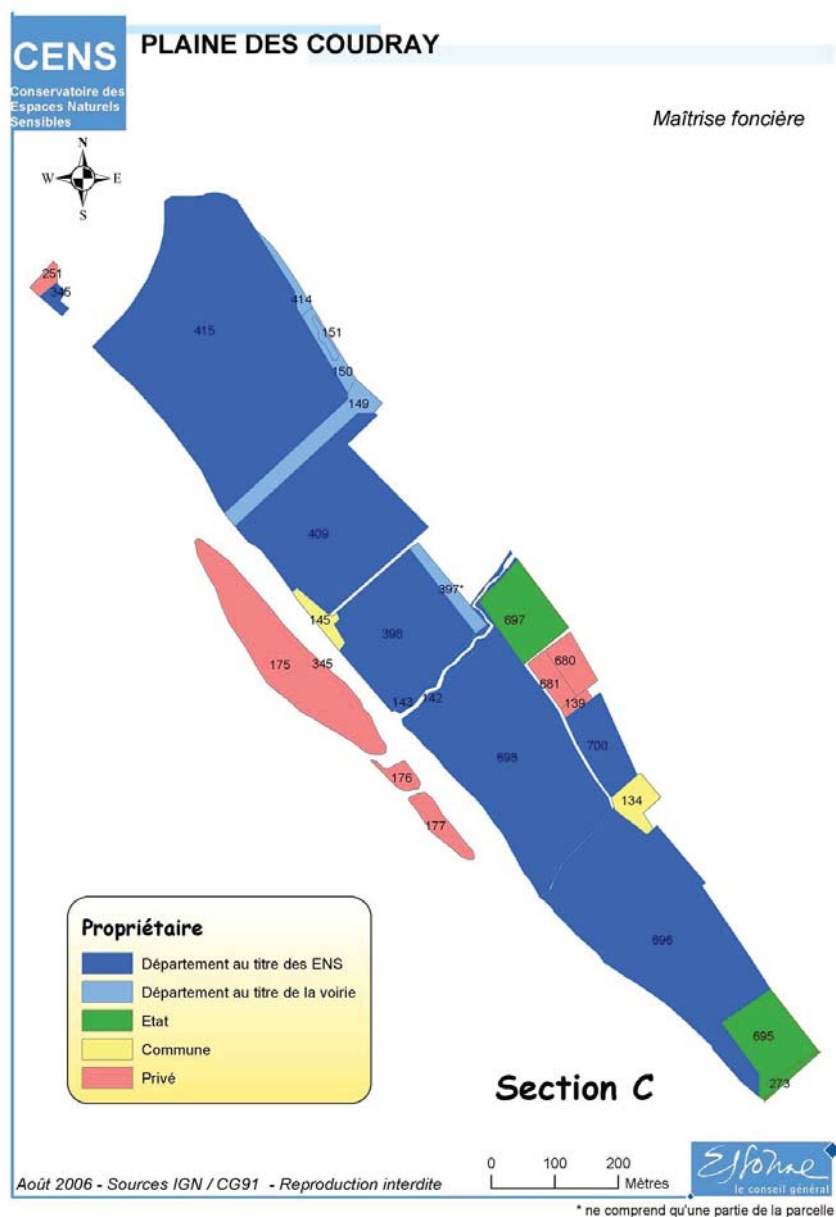 CENS
Conservatoire des
Espaces Naturels
Sensibles
PLAINE DES COUDRAY
Maîtrise foncière
N
W E
S
251
345
415
414
151
150
149
409
397*
145
396
697
175
345
680
681
143
142
139
698
700
176
134
177
696
695
273
Propriétaire
Département au titre des ENS
Département au titre de la voirie
Etat
Commune
Privé
Section C
0 100 200
Mètres
Août 2006 - Sources IGN / CG91 - Reproduction interdite
Essonne
le conseil général
* ne comprend qu'une partie de la parcelle